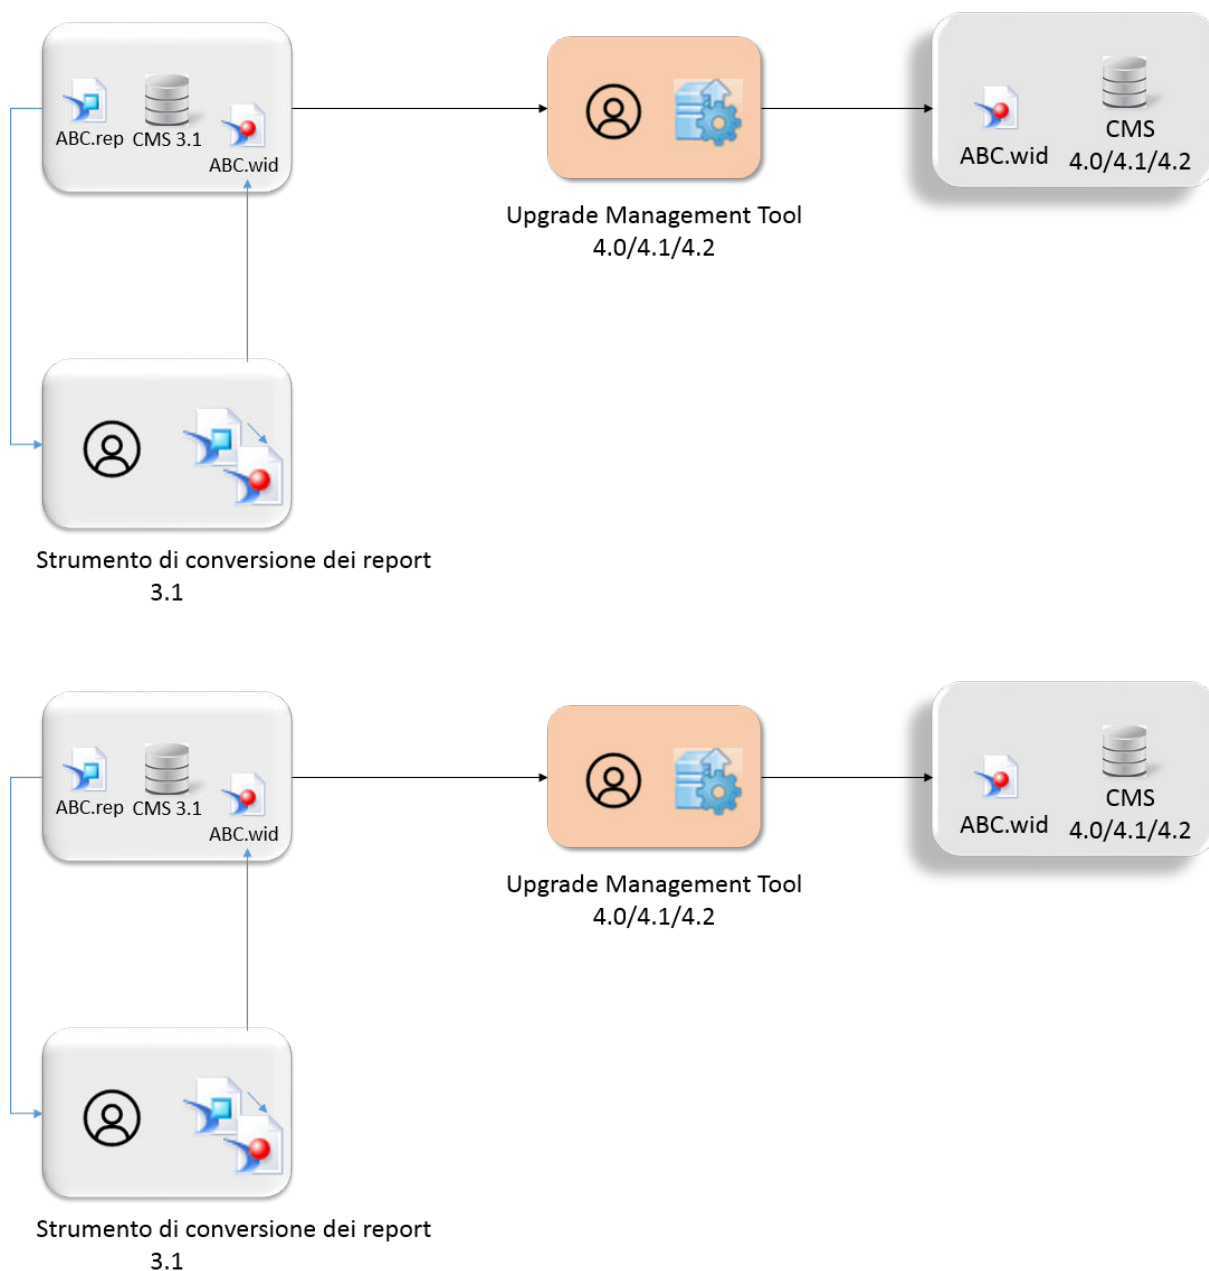 ABC.rep
CMS 3.1
ABC.wid
Upgrade Management Tool
4.0/4.1/4.2
ABC.wid
CMS
4.0/4.1/4.2
Strumento di conversione dei report
3.1
ABC.rep
CMS 3.1
ABC.wid
Upgrade Management Tool
4.0/4.1/4.2
ABC.wid
CMS
4.0/4.1/4.2
Strumento di conversione dei report
3.1